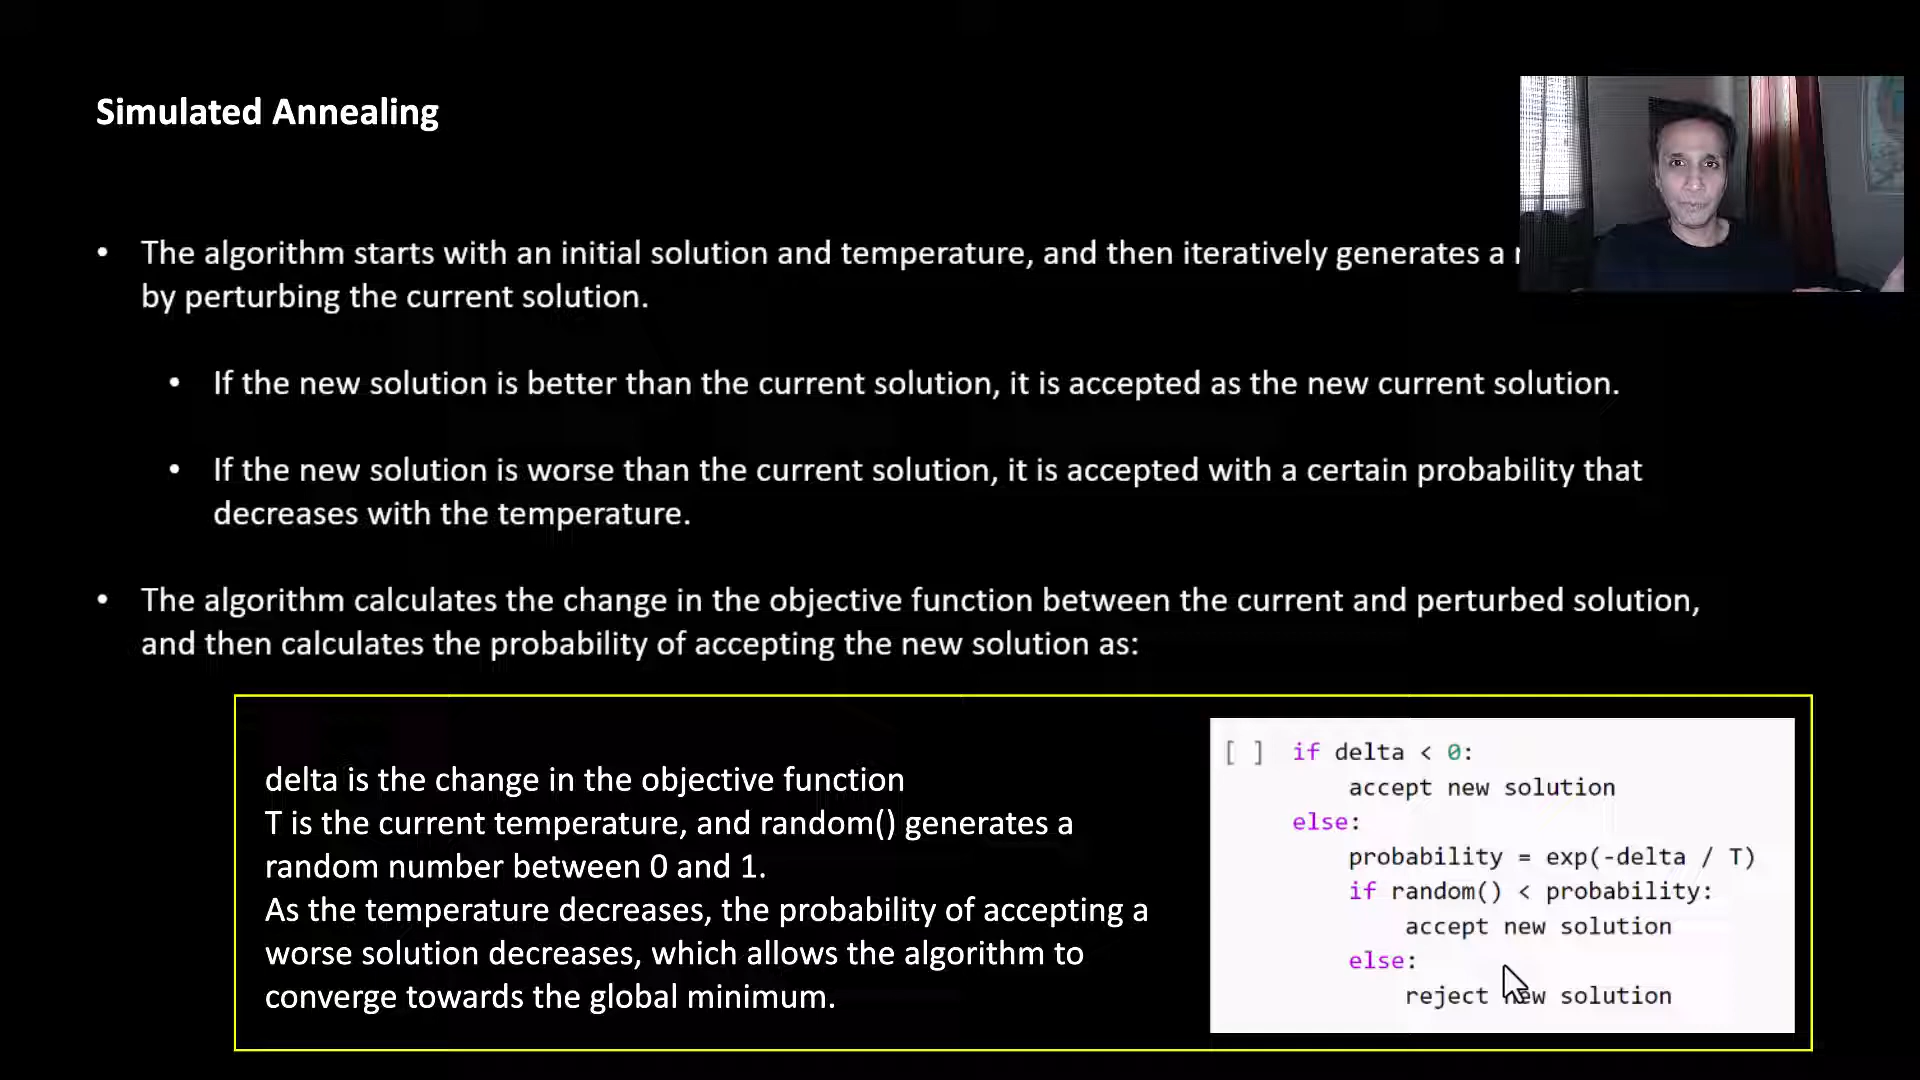 Simulated Annealing
• The algorithm starts with an initial solution and temperature, and then iteratively generates a
by perturbing the current solution.
• If the new solution is better than the current solution, it is accepted as the new current solution.
• If the new solution is worse than the current solution, it is accepted with a certain probability that
decreases with the temperature.
• The algorithm calculates the change in the objective function between the current and perturbed solution,
and then calculates the probability of accepting the new solution as:
delta is the change in the objective function
T is the current temperature, and random() generates a
random number between 0 and 1.
As the temperature decreases, the probability of accepting a
worse solution decreases, which allows the algorithm to
converge towards the global minimum.
[ ] if delta < 0:
accept new solution
else:
probability = exp(-delta / T)
if random() < probability:
accept new solution
else:
reject new solution